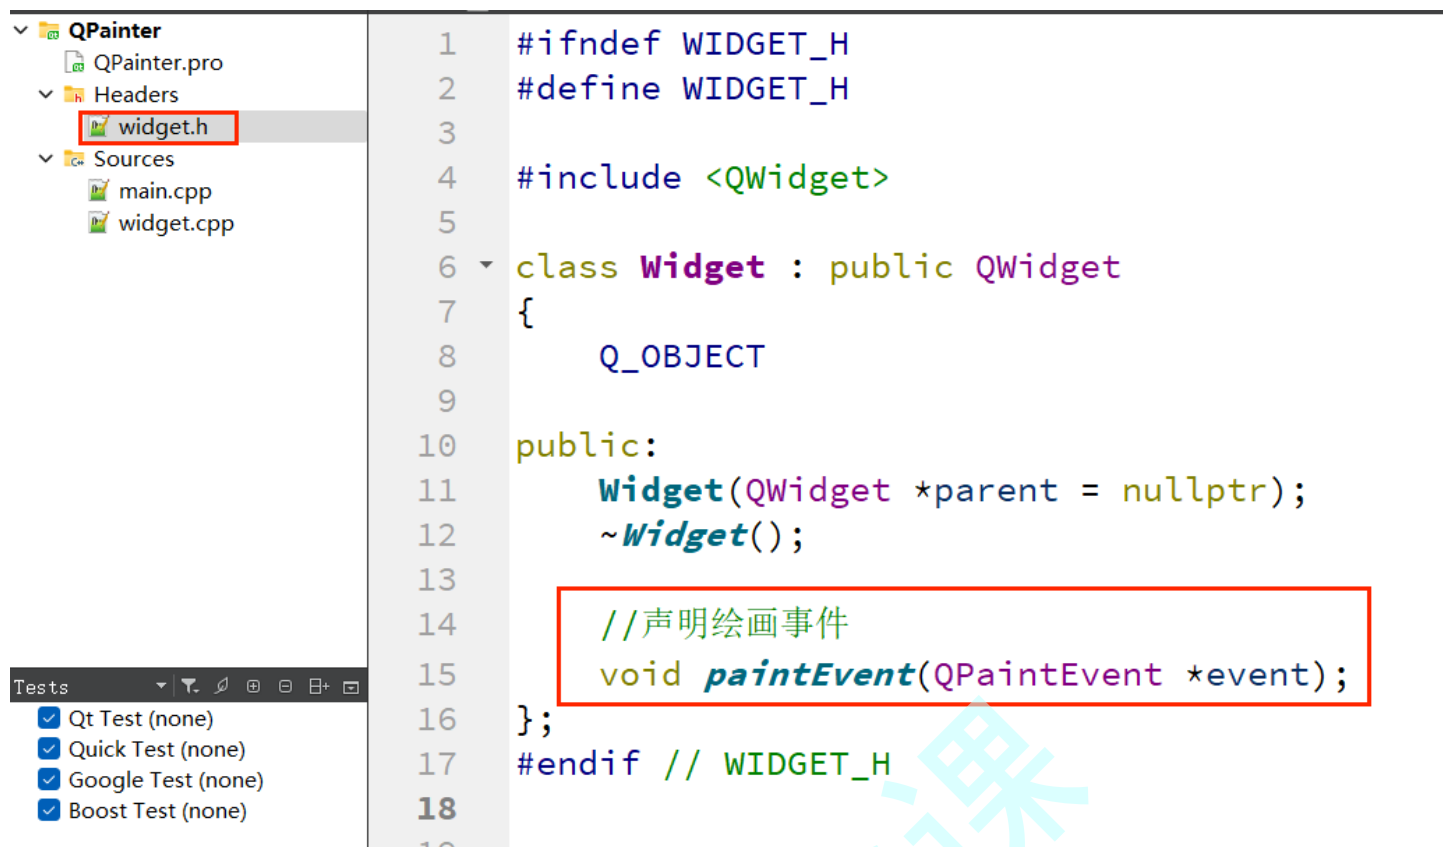 QPainter
QPainter.pro
Headers
widget.h
Sources
main.cpp
widget.cpp
Tests
Qt Test (none)
Quick Test (none)
Google Test (none)
Boost Test (none)
1 #ifndef WIDGET_H
2 #define WIDGET_H
3
4 #include <QWidget>
5
6 class Widget : public QWidget
7 {
8 Q_OBJECT
9
10 public:
11 Widget(QWidget *parent = nullptr);
12 ~Widget();
13
14 //声明绘画事件
15 void paintEvent(QPaintEvent *event);
16 };
17 #endif // WIDGET_H
18
课